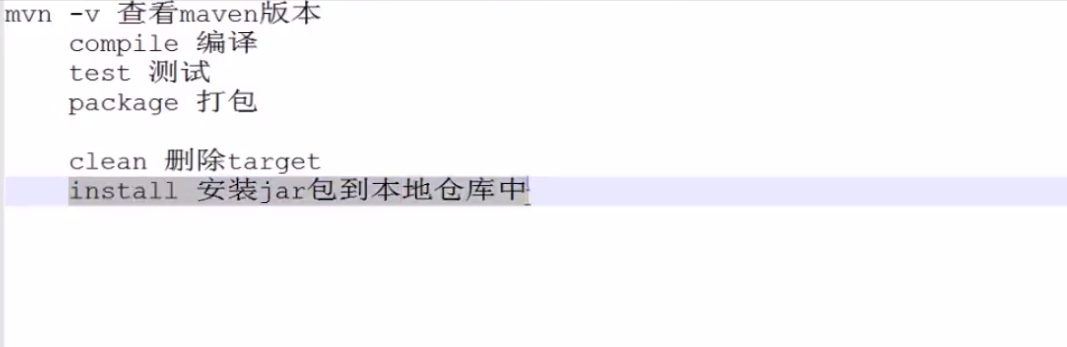 mvn -v 查看maven版本
compile 编译
test 测试
package 打包
clean 删除target
install 安装jar包到本地仓库中